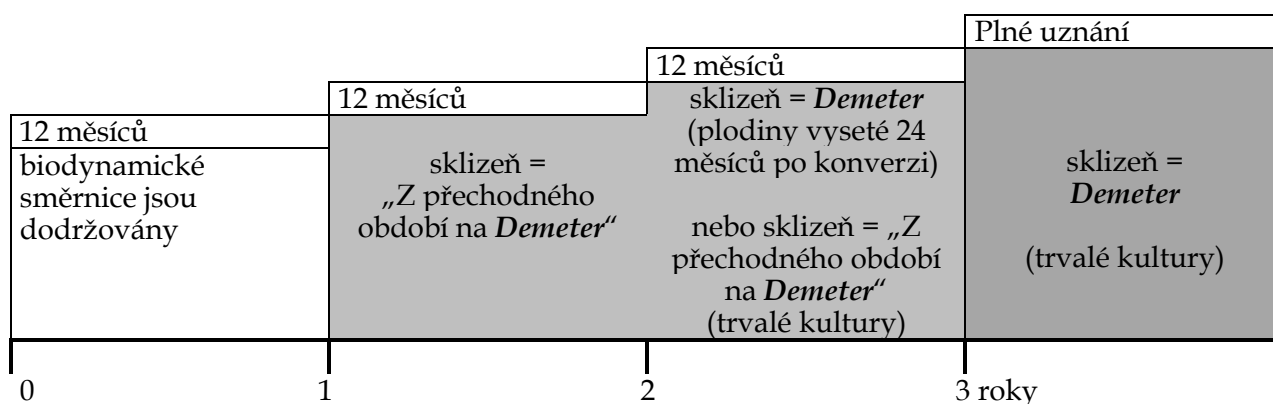 12 měsíců
biodynamické
směrnice jsou
dodržovány
12 měsíců
sklizeň =
„Z přechodného
období na Demeter“
12 měsíců
sklizeň = Demeter
(plodiny vyseté 24
měsíců po konverzi)
nebo sklizeň = „Z
přechodného období
na Demeter“
(trvalé kultury)
Plné uznání
sklizeň =
Demeter
(trvalé kultury)
0 1 2 3 roky